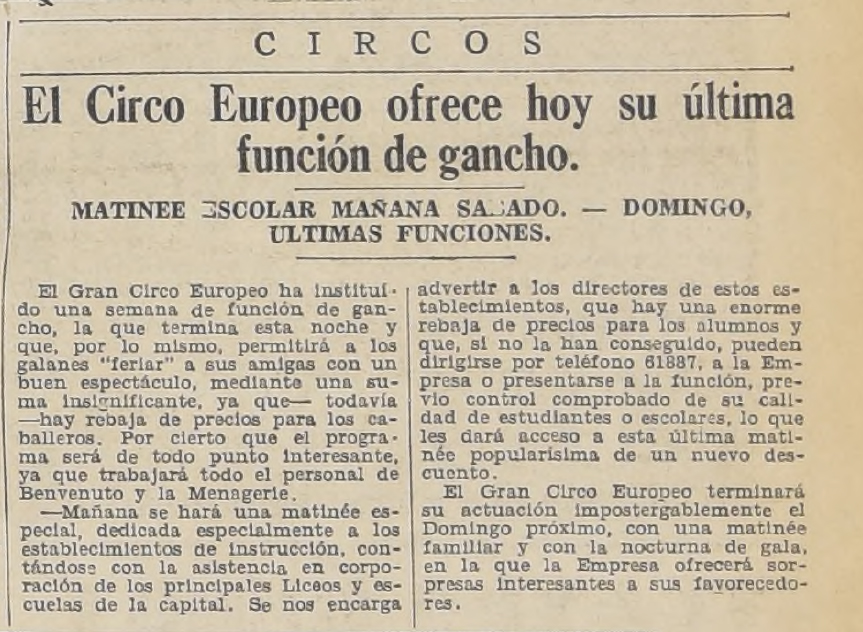 CIRCOS
El Circo Europeo ofrece hoy su última
función de gancho.
MATINEE ESCOLAR MAÑANA SABADO. — DOMINGO,
ULTIMAS FUNCIONES.
El Gran Circo Europeo ha institui-
do una semana de función de gan-
cho, la que termina esta noche y
que, por lo mismo, permitirá a los
galanes "feriar" a sus amigas con un
buen espectáculo, mediante una su-
ma insignificante, ya que— todavía
—hay rebaja de precios para los ca-
balleros. Por cierto que el progra-
ma será de todo punto interesante,
ya que trabajará todo el personal de
Benvenuto y la Menagerie.
—Mañana se hará una matinée es-
pecial, dedicada especialmente a los
establecimientos de instrucción, con-
tándose con la asistencia en corpo-
ración de los principales Liceos y es-
cuelas de la capital. Se nos encarga
advertir a los directores de estos es-
tablecimientos, que hay una enorme
rebaja de precios para los alumnos y
que, si no la han conseguido, pueden
dirigirse por teléfono 61887, a la Em-
presa o presentarse a la función, pre-
vio control comprobado de su cali-
dad de estudiantes o escolares, lo que
les dará acceso a esta última mati-
née popularísima de un nuevo des-
cuento.
El Gran Circo Europeo terminará
su actuación impostergablemente el
Domingo próximo, con una matinée
familiar y con la nocturna de gala,
en la que la Empresa ofrecerá sor-
presas interesantes a sus favorecedo-
res.